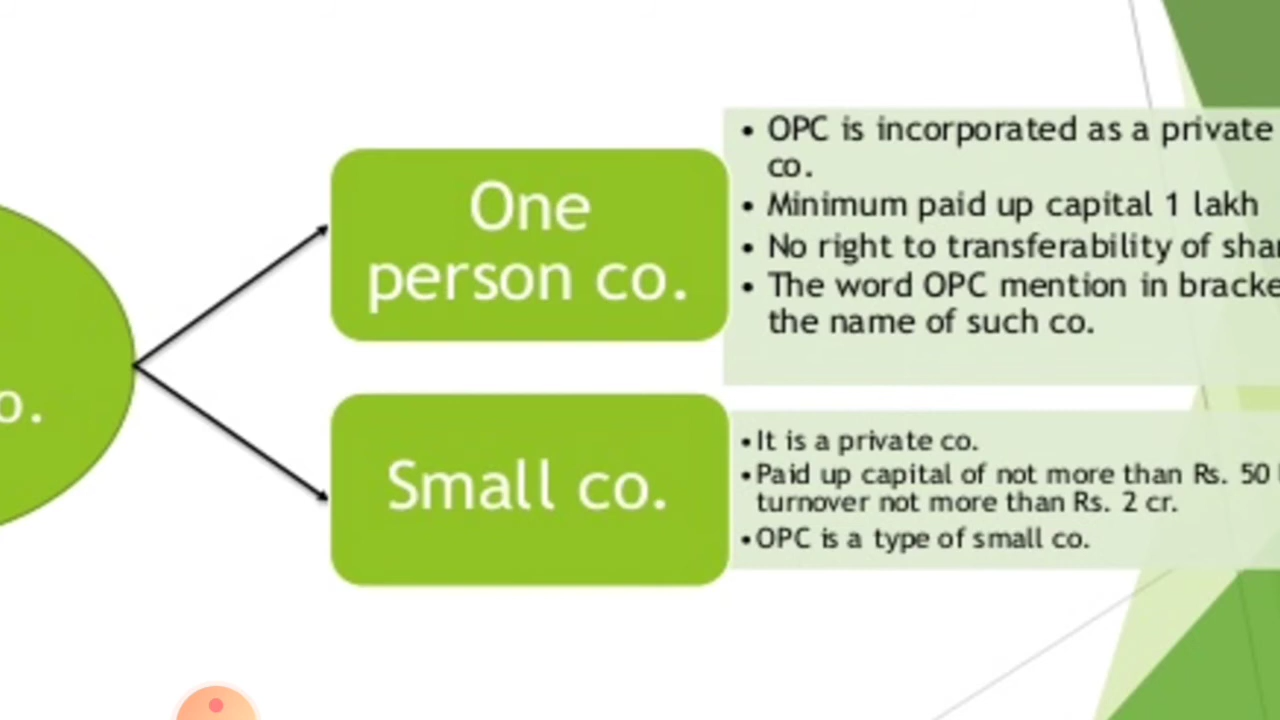 o.
One
person co.
• OPC is incorporated as a private
co.
• Minimum paid up capital 1 lakh
• No right to transferability of
• The word OPC mention in
the name of such co.
Small co.
•It is a private co.
•Paid up capital of not more than Rs. 50
turnover not more than Rs. 2 cr.
•OPC is a type of small co.